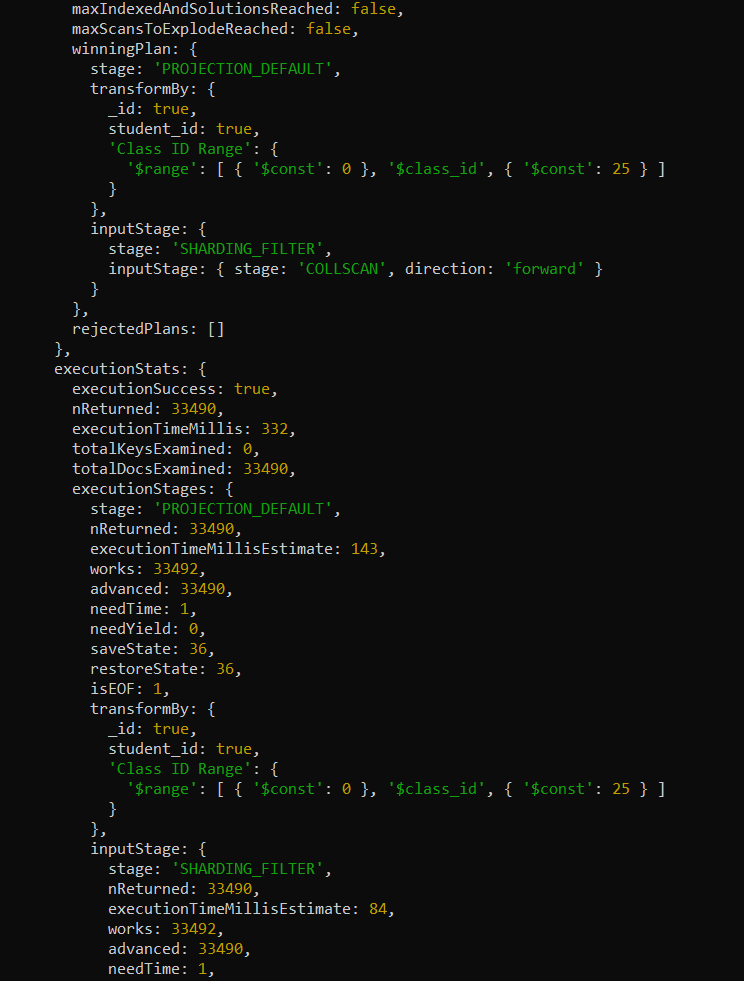 maxIndexedAndSolutionsReached: false,
maxScansToExplodeReached: false,
winningPlan: {
stage: 'PROJECTION_DEFAULT',
transformBy: {
_id: true,
student_id: true,
'Class ID Range': {
'$range': [ { '$const': 0 }, '$class_id', { '$const': 25 } ]
}
},
inputStage: {
stage: 'SHARDING_FILTER',
inputStage: { stage: 'COLLSCAN', direction: 'forward' }
}
},
rejectedPlans: []
},
executionStats: {
executionSuccess: true,
nReturned: 33490,
executionTimeMillis: 332,
totalKeysExamined: 0,
totalDocsExamined: 33490,
executionStages: {
stage: 'PROJECTION_DEFAULT',
nReturned: 33490,
executionTimeMillisEstimate: 143,
works: 33492,
advanced: 33490,
needTime: 1,
needYield: 0,
saveState: 36,
restoreState: 36,
isEOF: 1,
transformBy: {
_id: true,
student_id: true,
'Class ID Range': {
'$range': [ { '$const': 0 }, '$class_id', { '$const': 25 } ]
}
},
inputStage: {
stage: 'SHARDING_FILTER',
nReturned: 33490,
executionTimeMillisEstimate: 84,
works: 33492,
advanced: 33490,
needTime: 1,